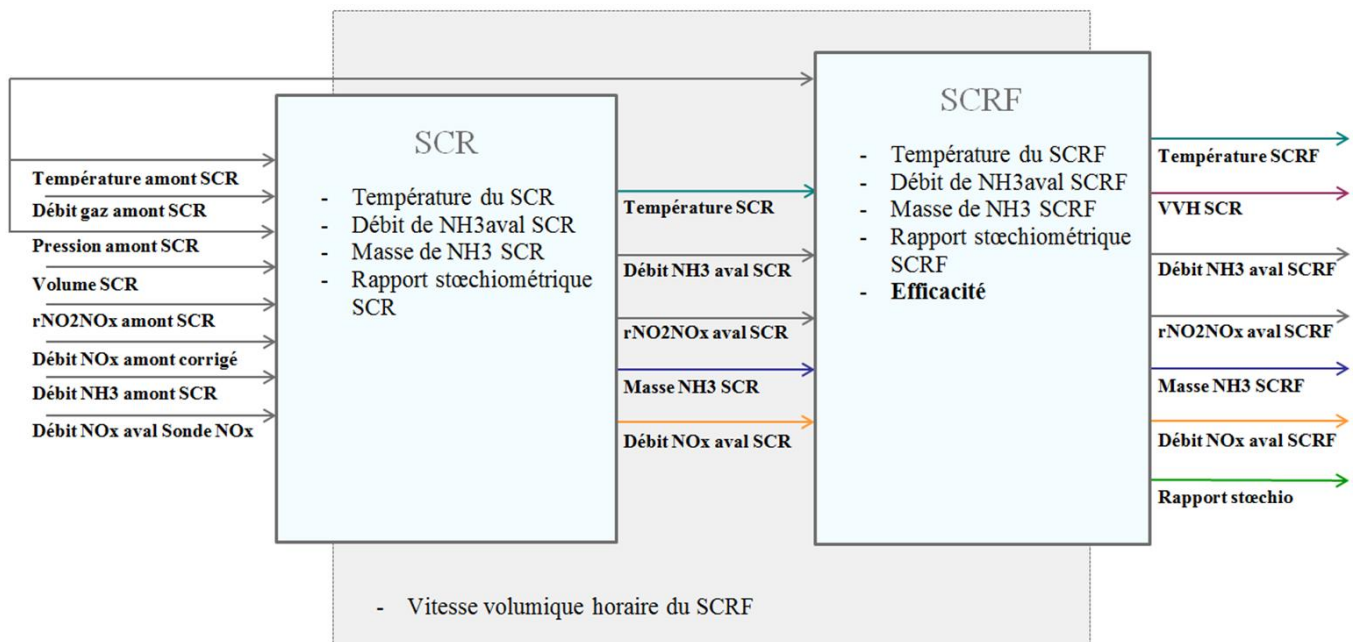 SCR
- Température du SCR
- Débit de NH3aval SCR
- Masse de NH3 SCR
- Rapport stœchiométrique
SCR
SCRF
- Température du SCRF
- Débit de NH3aval SCRF
- Masse de NH3 SCRF
- Rapport stœchiométrique
SCRF
- Efficacité
Température amont SCR
Débit gaz amont SCR
Pression amont SCR
Volume SCR
rNO2NOx amont SCR
Débit NOx amont corrigé
Débit NH3 amont SCR
Débit NOx aval Sonde NOx
Température SCR
Débit NH3 aval SCR
rNO2NOx aval SCR
Masse NH3 SCR
Débit NOx aval SCR
Température SCRF
VVH SCR
Débit NH3 aval SCRF
rNO2NOx aval SCRF
Masse NH3 SCRF
Débit NOx aval SCRF
Rapport stœchio
- Vitesse volumique horaire du SCRF